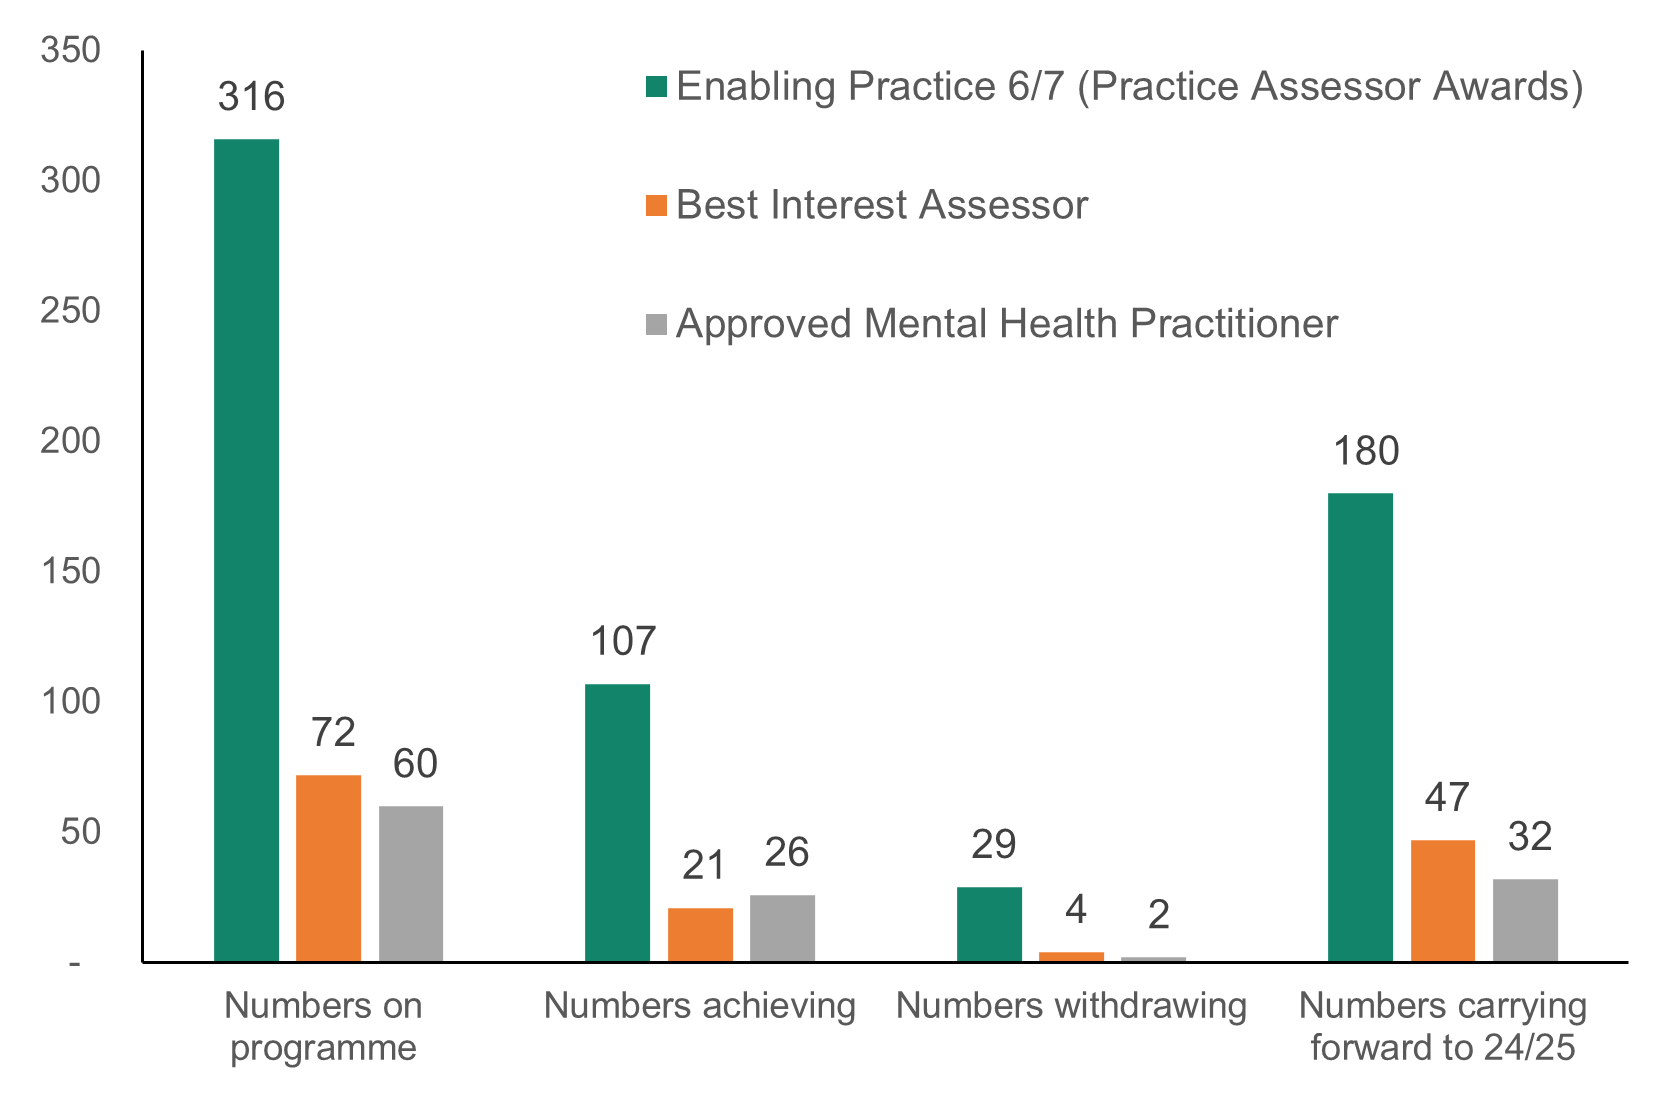 350
300
250
200
150
100
50
-
Enabling Practice 6/7 (Practice Assessor Awards)
Best Interest Assessor
Approved Mental Health Practitioner
316
72
60
107
21
26
29
4
2
180
47
32
Numbers on
programme
Numbers achieving
Numbers withdrawing
Numbers carrying
forward to 24/25